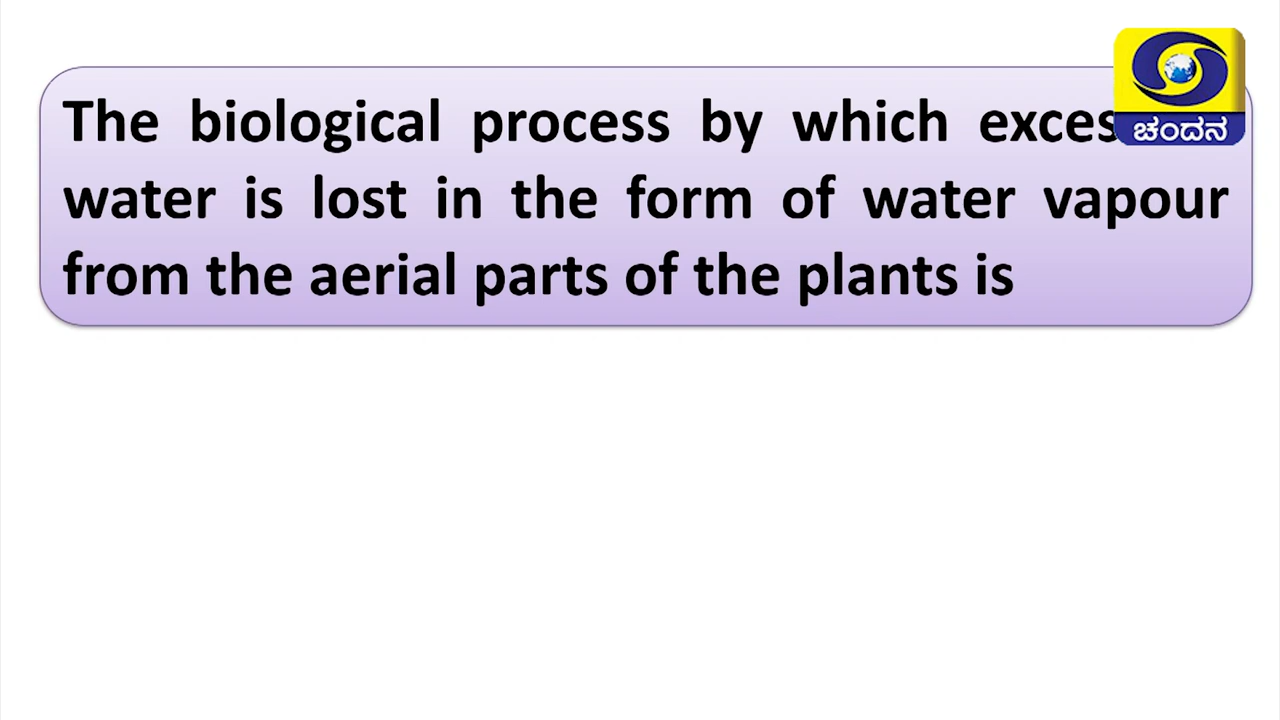 The biological process by which
water is lost in the form of water vapour
from the aerial parts of the plants is
ಚಂದನ